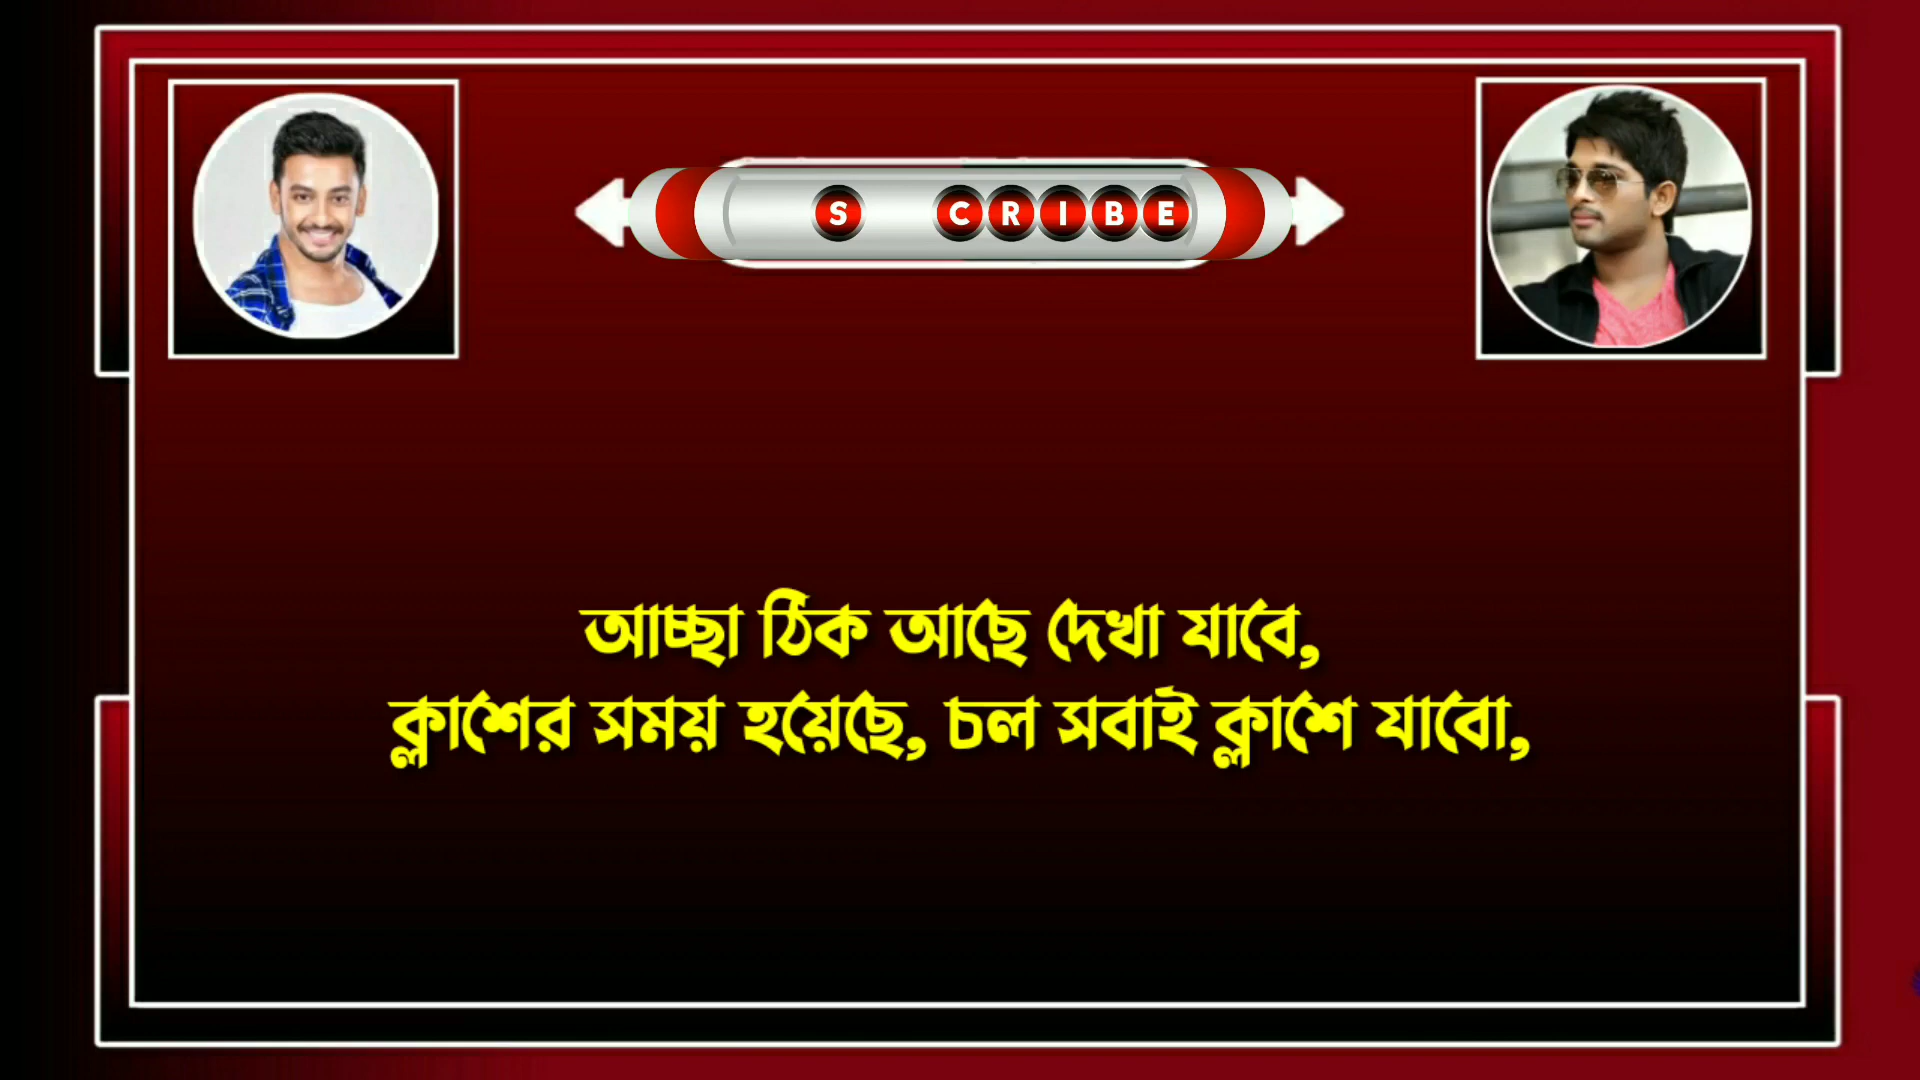 S CRIBE
আচ্ছা ঠিক আছে দেখা যাবে,
ক্লাশের সময় হয়েছে, চল সবাই ক্লাশে যাবো,